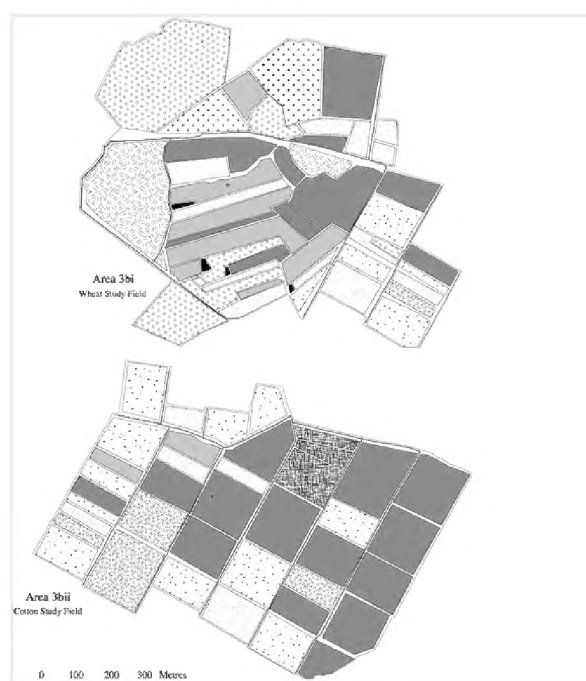 Area 3bi
Wheat Study Field
Area 3bii
Cotton Study Field
0 100 200 300 Metres